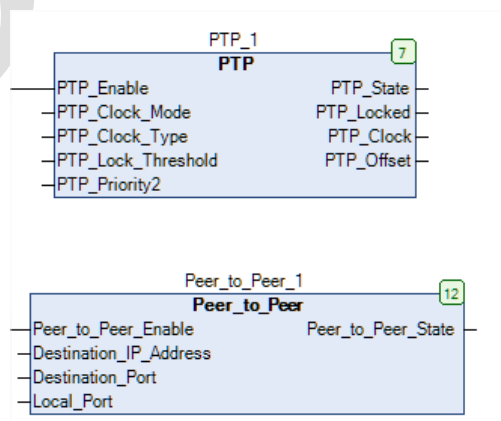 PTP_1
7
PTP
PTP_Enable PTP_State
PTP_Clock_Mode PTP_Locked
PTP_Clock_Type PTP_Clock
PTP_Lock_Threshold PTP_Offset
PTP_Priority2
Peer_to_Peer_1
12
Peer_to_Peer
Peer_to_Peer_Enable Peer_to_Peer_State
Destination_IP_Address
Destination_Port
Local_Port